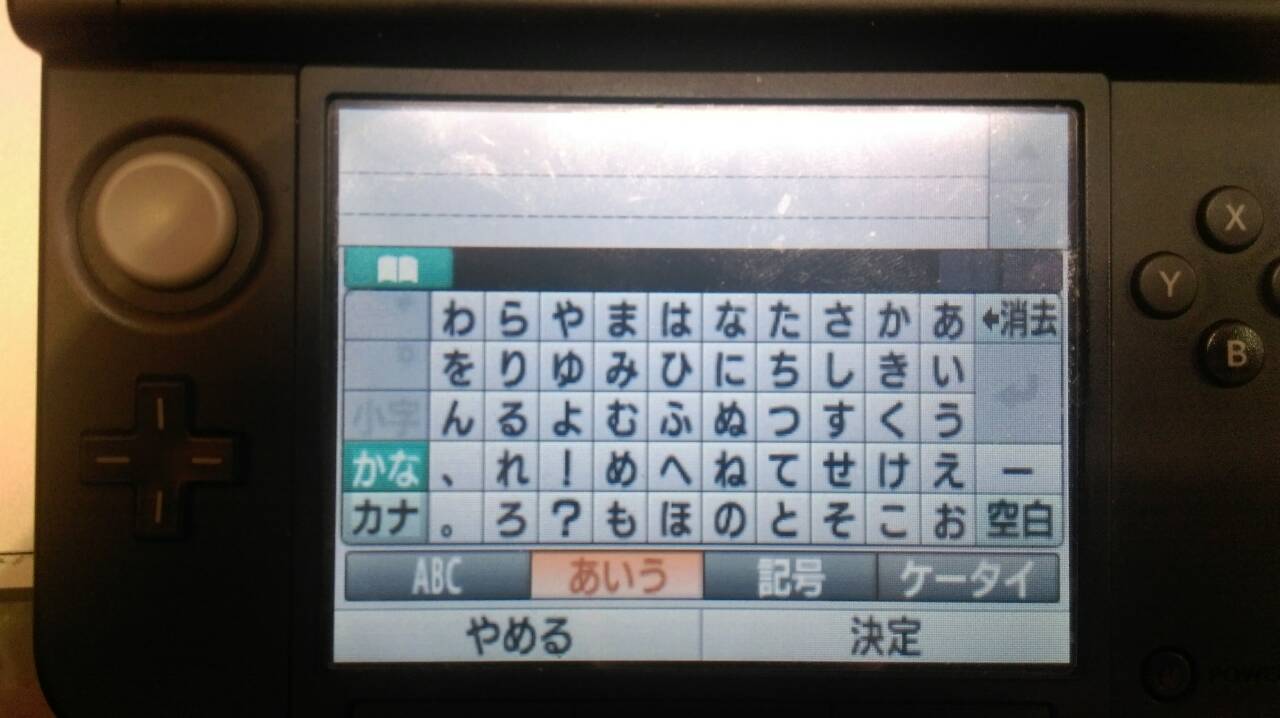 わらやまはなたさかあ←消去
をりゆみひにちしきい
小字んるよむふぬつすくう
かな、れ！めへねてせけえー
カナ。ろ？もほのとそこお空白
ABC あいう 記号 ケータイ
やめる 決定
X
Y
B